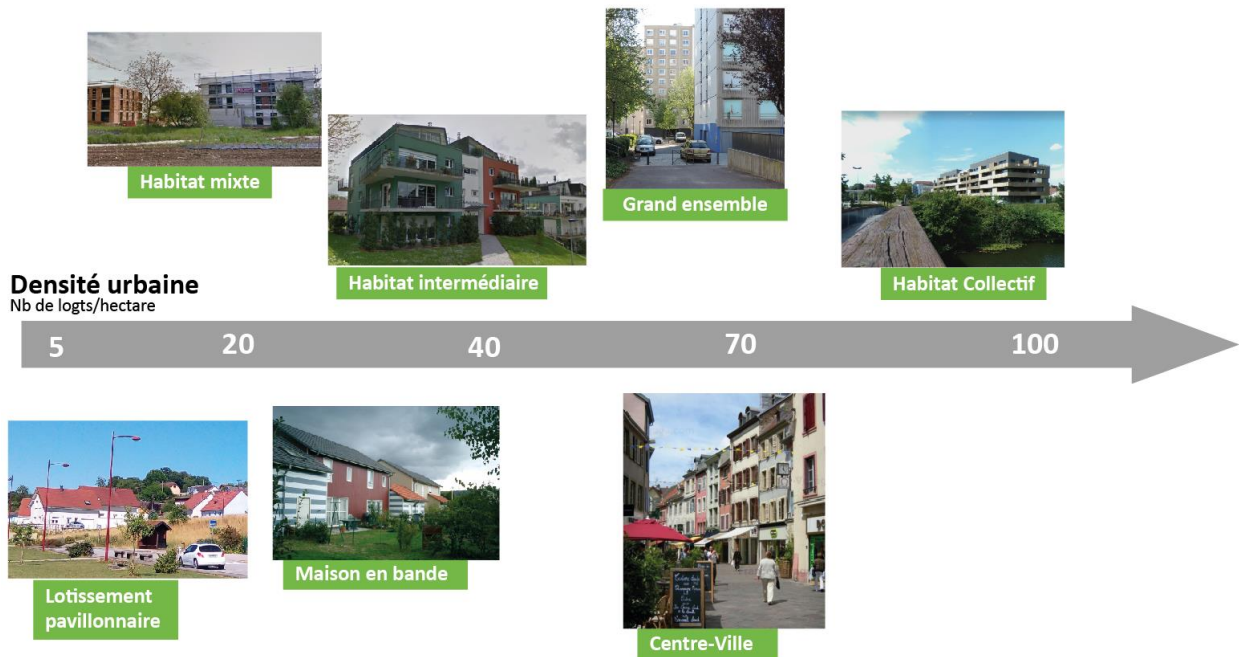 Habitat mixte
Habitat intermédiaire
Grand ensemble
Habitat Collectif
Densité urbaine
Nb de logts/hectare
5 20 40 70 100
Lotissement
pavillonnaire
Maison en bande
Centre-Ville